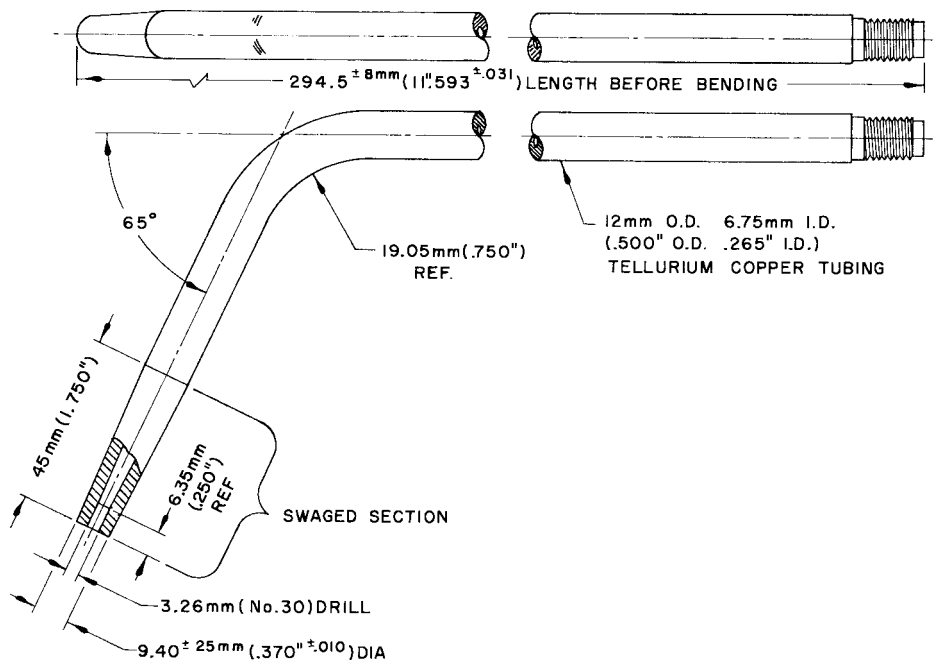 294.5 ±8mm (11".593 ±.031) LENGTH BEFORE BENDING
65°
19.05mm(.750")
REF.
12mm O.D. 6.75mm I.D.
(.500" O.D. .265" I.D.)
TELLURIUM COPPER TUBING
45mm(1.750")
6.35mm
(.250")
REF
SWAGED SECTION
3.26mm(No.30)DRILL
9.40 ±25mm (.370" ±.010) DIA